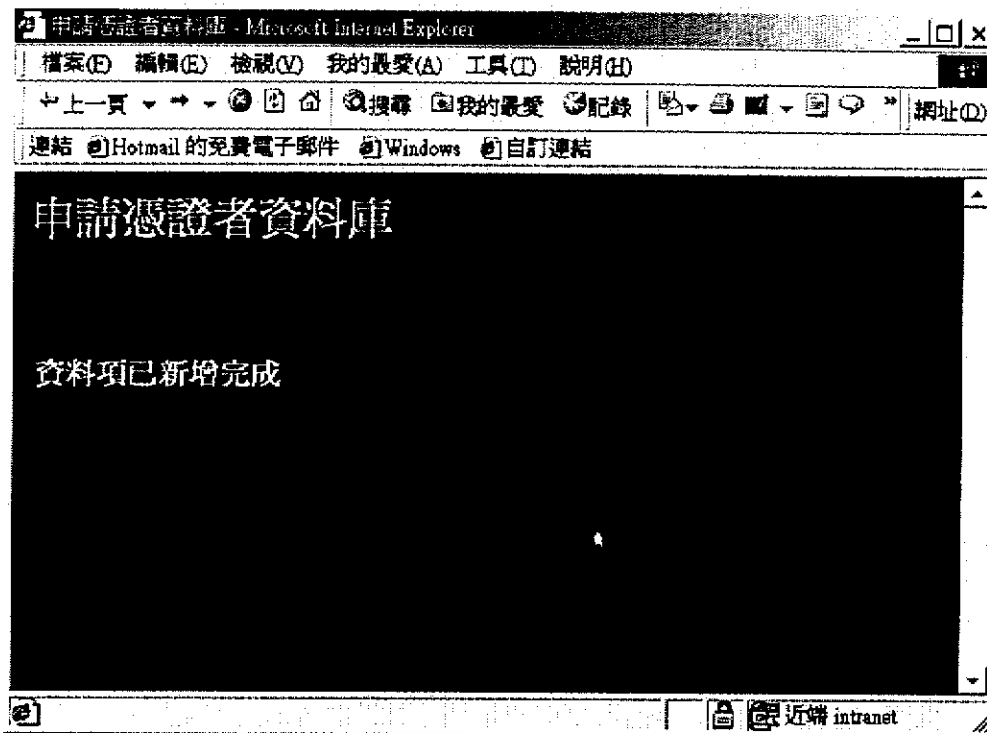 申請憑證者資料庫 - Microsoft Internet Explorer
檔案(F) 編輯(E) 檢視(V) 我的最愛(A) 工具(T) 說明(H)
上一頁 搜尋 我的最愛 記錄 » 網址(D)
連結 Hotmail 的免費電子郵件 Windows 自訂連結
申請憑證者資料庫
資料項已新增完成
近端 intranet